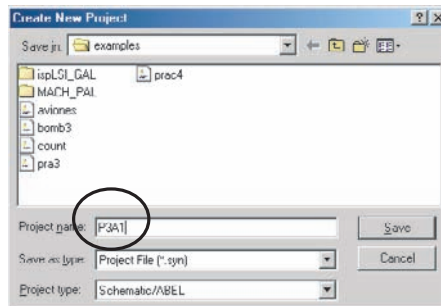 Create New Project
Save in: examples
ispLSI_GAL
MACH_PAL
aviones
bomb3
count
pra3
prac4
Project name: P3A1
Save
Save as type: Project File (*.syn)
Cancel
Project type: Schematic/ABEL